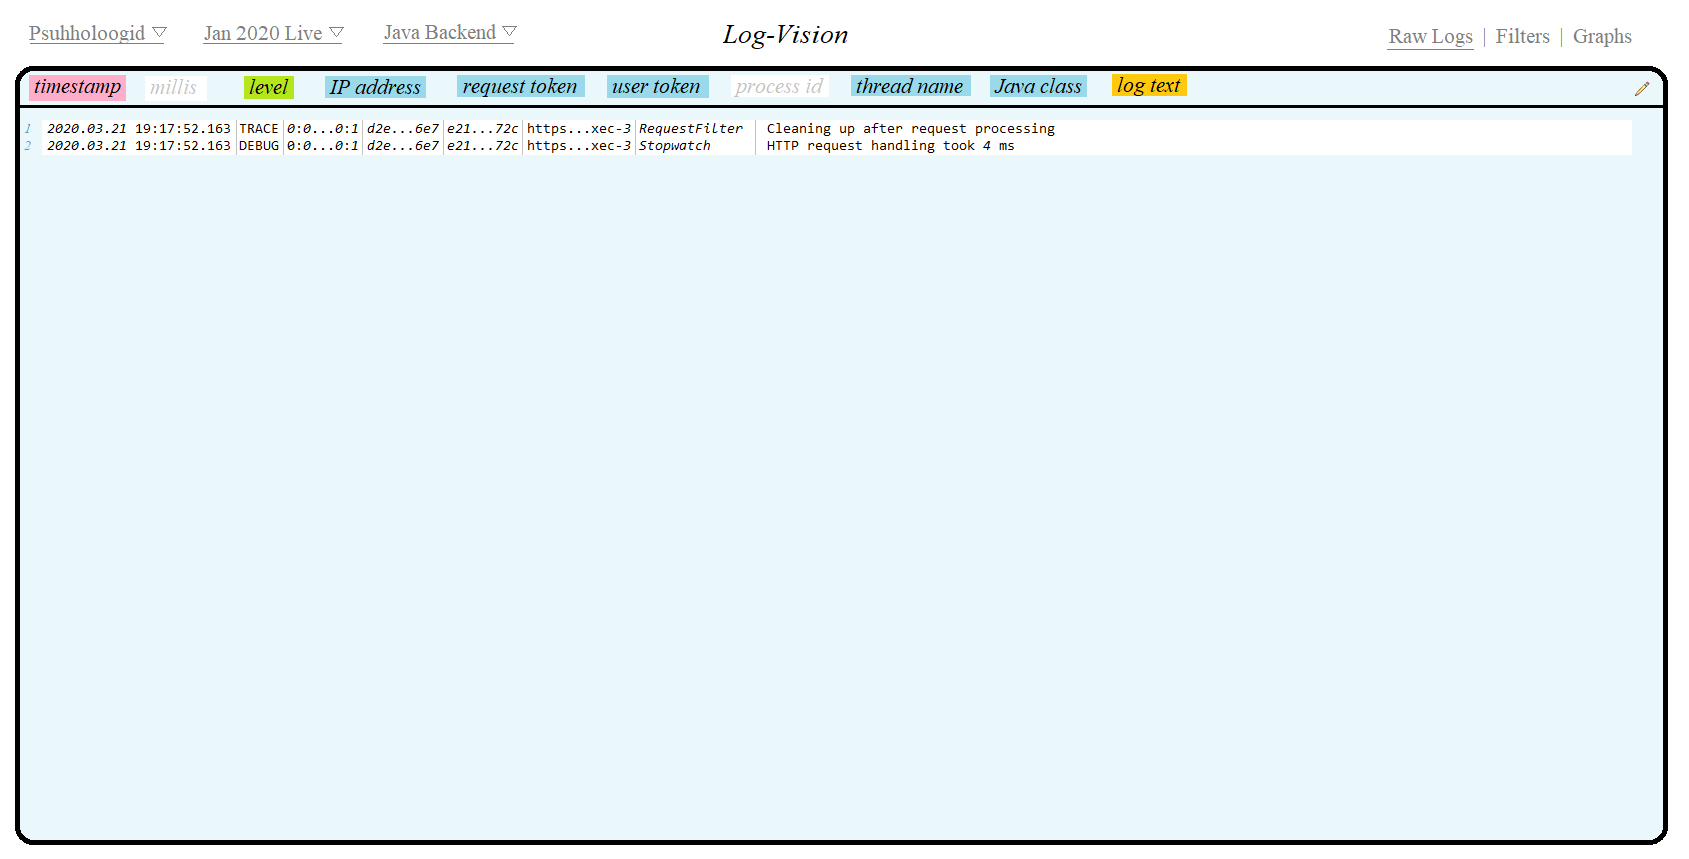 Psuhholoogid Jan 2020 Live Java Backend Log-Vision Raw Logs | Filters | Graphs
timestamp millis level IP address request token user token process id thread name Java class log text
1 2020.03.21 19:17:52.163 TRACE 0:0...0:1 d2e...6e7 e21...72c https...xec-3 RequestFilter Cleaning up after request processing
2 2020.03.21 19:17:52.163 DEBUG 0:0...0:1 d2e...6e7 e21...72c https...xec-3 Stopwatch HTTP request handling took 4 ms